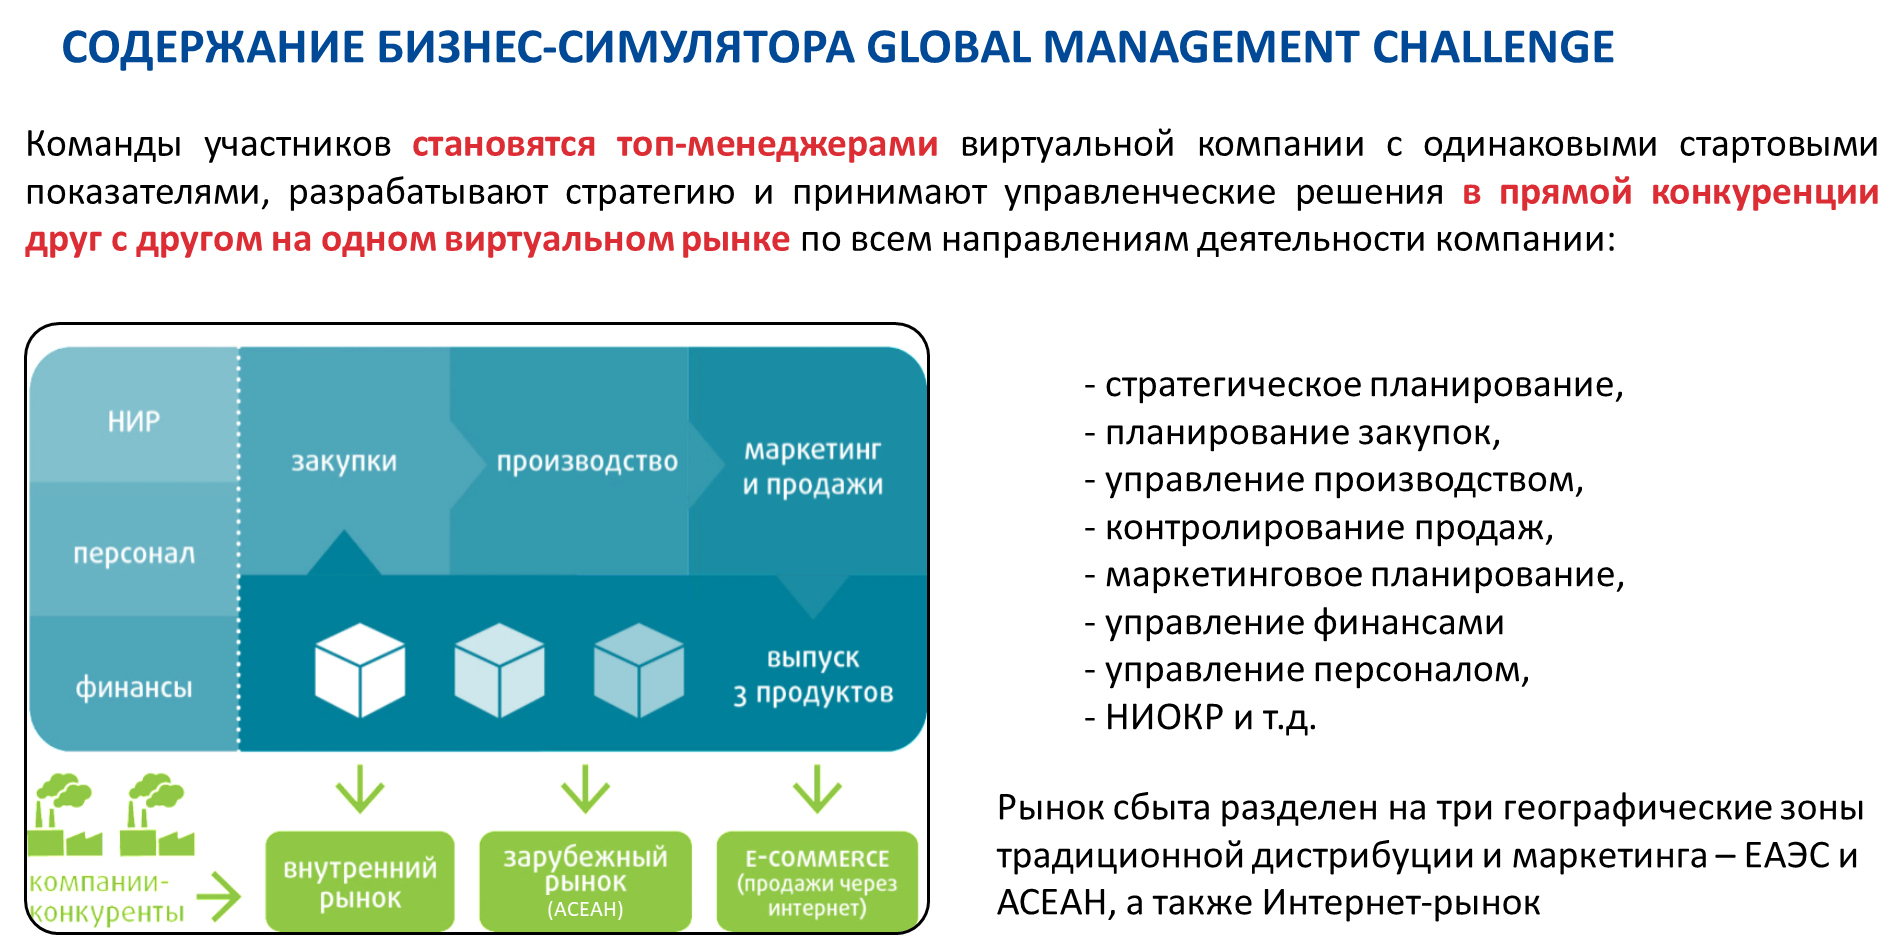 СОДЕРЖАНИЕ БИЗНЕС-СИМУЛЯТОРА GLOBAL MANAGEMENT CHALLENGE
Команды участников становятся топ-менеджерами виртуальной компании с одинаковыми стартовыми
показателями, разрабатывают стратегию и принимают управленческие решения в прямой конкуренции
друг с другом на одном виртуальном рынке по всем направлениям деятельности компании:
НИР
персонал
финансы
закупки
производство
маркетинг
и продажи
выпуск
3 продуктов
компании-
конкуренты
внутренний
рынок
зарубежный
рынок
(АСЕАН)
E-COMMERCE
(продажи через
интернет)
- стратегическое планирование,
- планирование закупок,
- управление производством,
- контролирование продаж,
- маркетинговое планирование,
- управление финансами
- управление персоналом,
- НИОКР и т.д.
Рынок сбыта разделен на три географические зоны
традиционной дистрибуции и маркетинга – ЕАЭС и
АСЕАН, а также Интернет-рынок